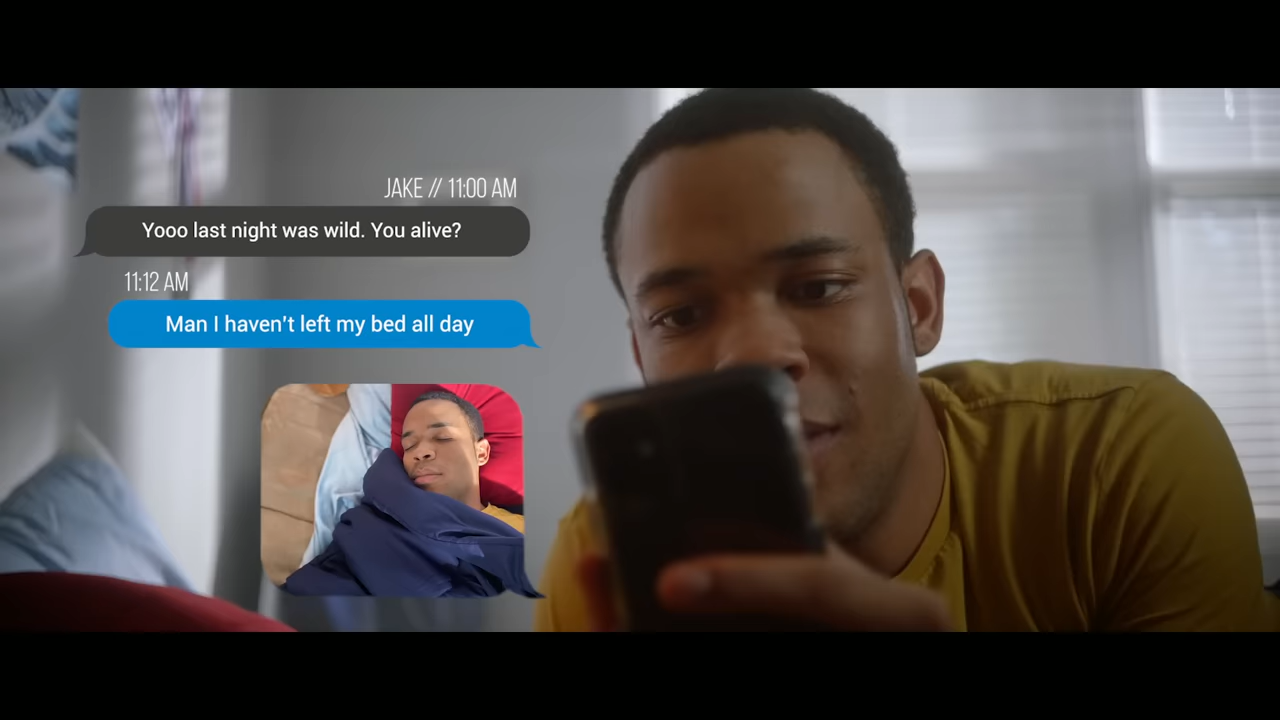 JAKE // 11:00 AM
Yooo last night was wild. You alive?
11:12 AM
Man I haven't left my bed all day